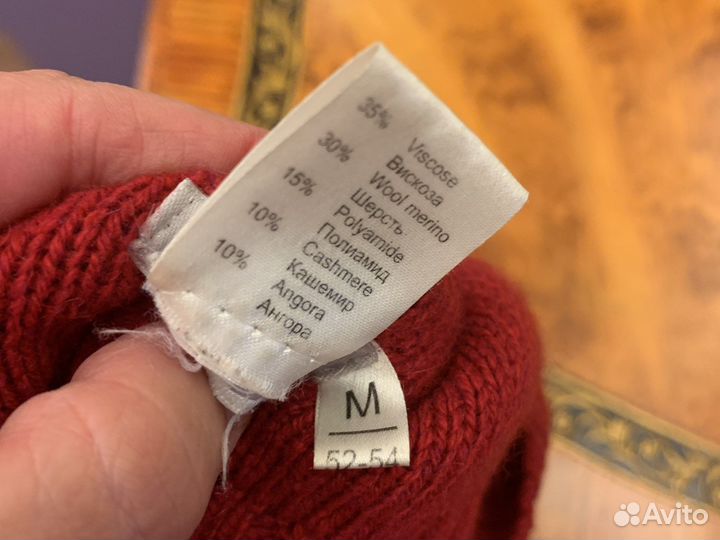 35% Viscose
Вискоза
30% Wool merino
Шерсть
15% Polyamide
Полиамид
10% Cashmere
Кашемир
10% Angora
Ангора
M
52-54
Avito